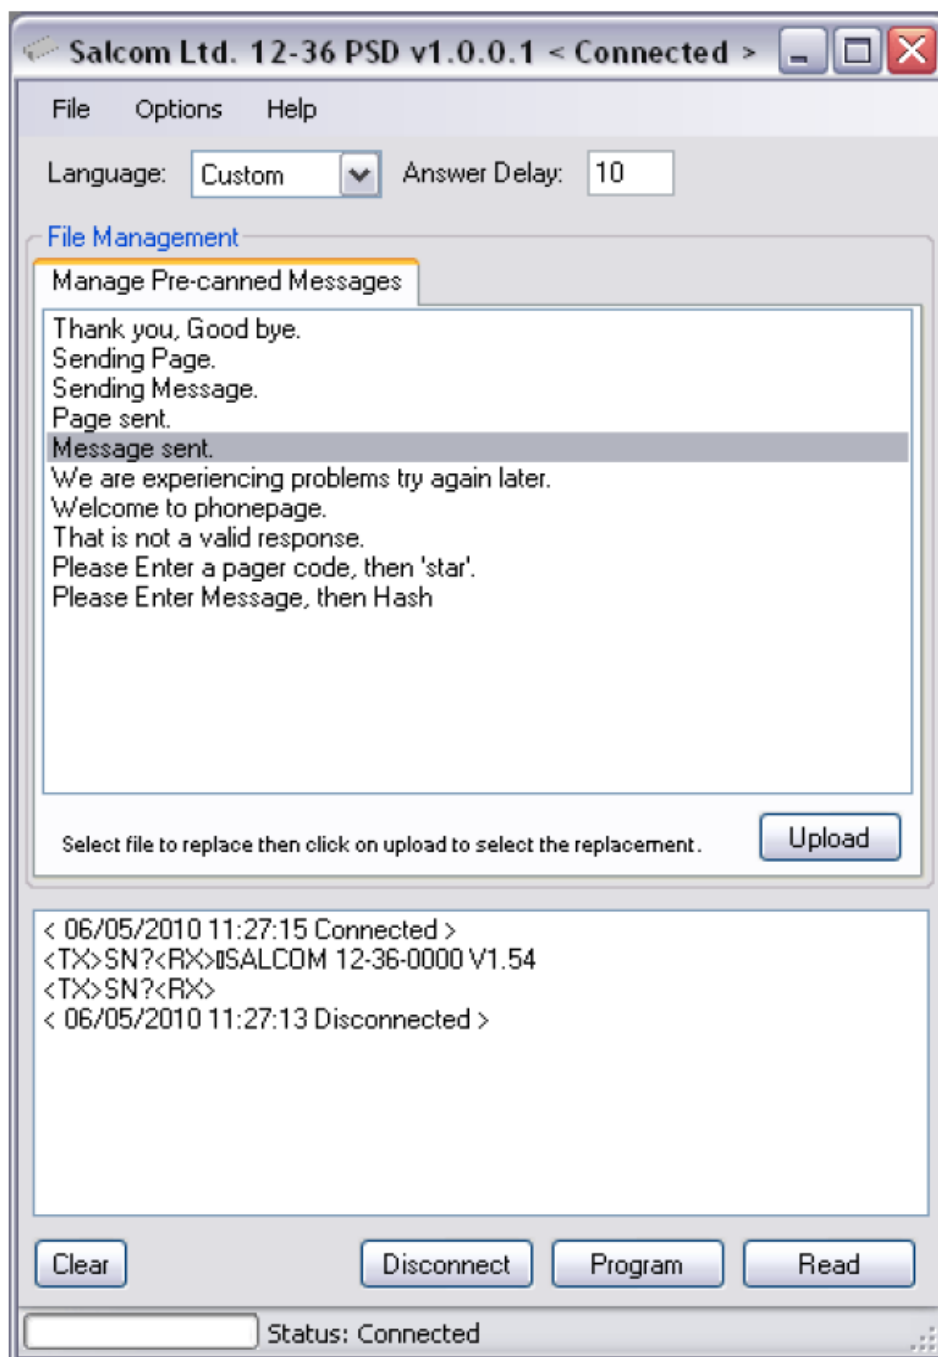 Salcom Ltd. 12-36 PSD v1.0.0.1 < Connected >
File Options Help
Language: Custom Answer Delay: 10
File Management
Manage Pre-canned Messages
Thank you, Good bye.
Sending Page.
Sending Message.
Page sent.
Message sent.
We are experiencing problems try again later.
Welcome to phonepage.
That is not a valid response.
Please Enter a pager code, then 'star'.
Please Enter Message, then Hash
Select file to replace then click on upload to select the replacement. Upload
< 06/05/2010 11:27:15 Connected >
<TX>SN?<RX>▯SALCOM 12-36-0000 V1.54
<TX>SN?<RX>
< 06/05/2010 11:27:13 Disconnected >
Clear Disconnect Program Read
Status: Connected